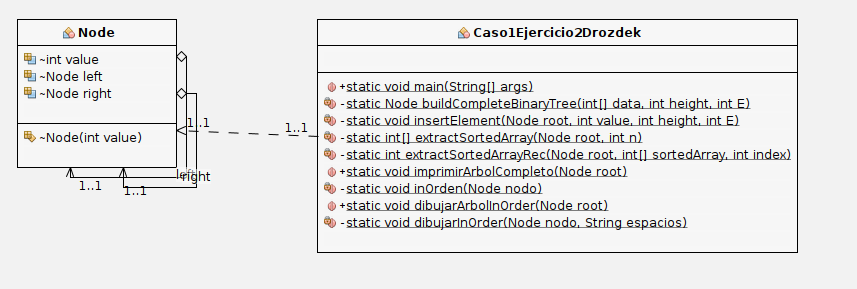 Node
~int value
~Node left
~Node right
~Node(int value)
1..1
1..1
left
right
1..1
1..1
Caso1Ejercicio2Drozdek
+static void main(String[] args)
-static Node buildCompleteBinaryTree(int[] data, int height, int E)
-static void insertElement(Node root, int value, int height, int E)
-static int[] extractSortedArray(Node root, int n)
-static int extractSortedArrayRec(Node root, int[] sortedArray, int index)
+static void imprimirArbolCompleto(Node root)
-static void inOrden(Node nodo)
+static void dibujarArbolInOrder(Node root)
-static void dibujarInOrder(Node nodo, String espacios)